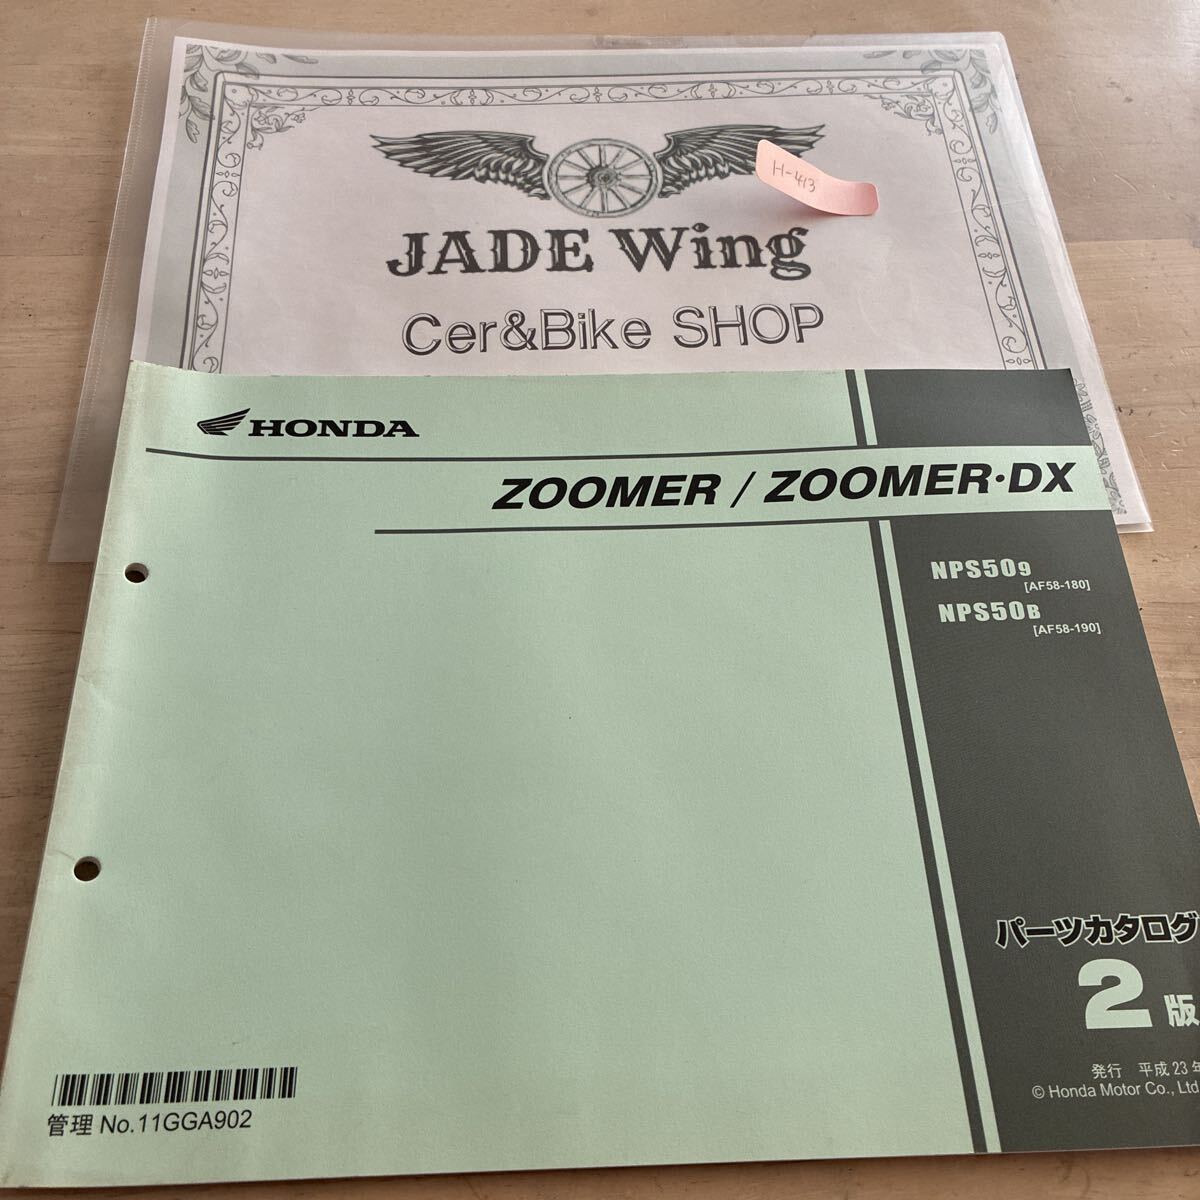 H-413
JADE Wing
Cer&Bike SHOP
HONDA
ZOOMER / ZOOMER·DX
NPS509
[AF58-180]
NPS50B
[AF58-190]
パーツカタログ
2版
発行 平成23年
© Honda Motor Co., Ltd
管理 No.11GGA902